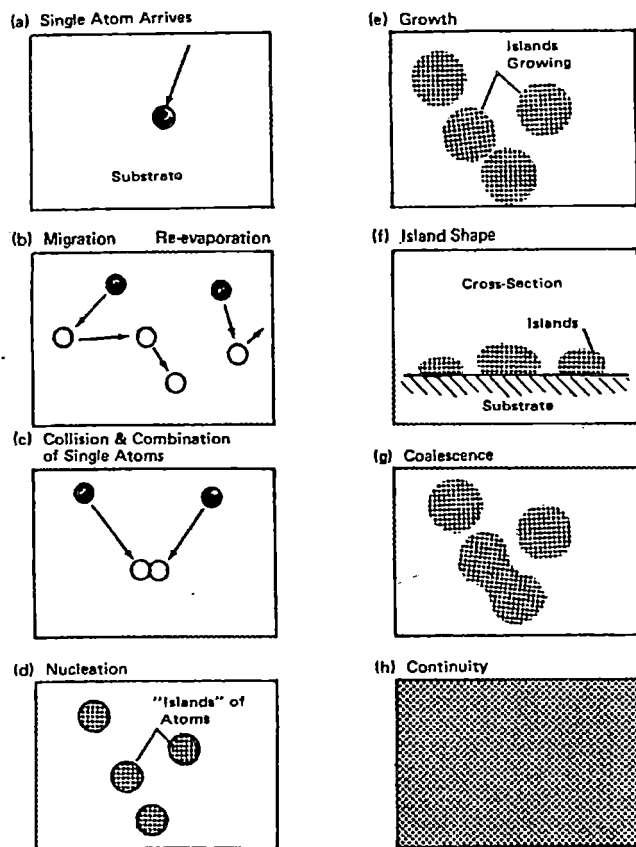 (a) Single Atom Arrives
Substrate
(b) Migration Re-evaporation
(c) Collision & Combination
of Single Atoms
(d) Nucleation
"Islands" of
Atoms
(e) Growth
Islands
Growing
(f) Island Shape
Cross-Section
Islands
Substrate
(g) Coalescence
(h) Continuity